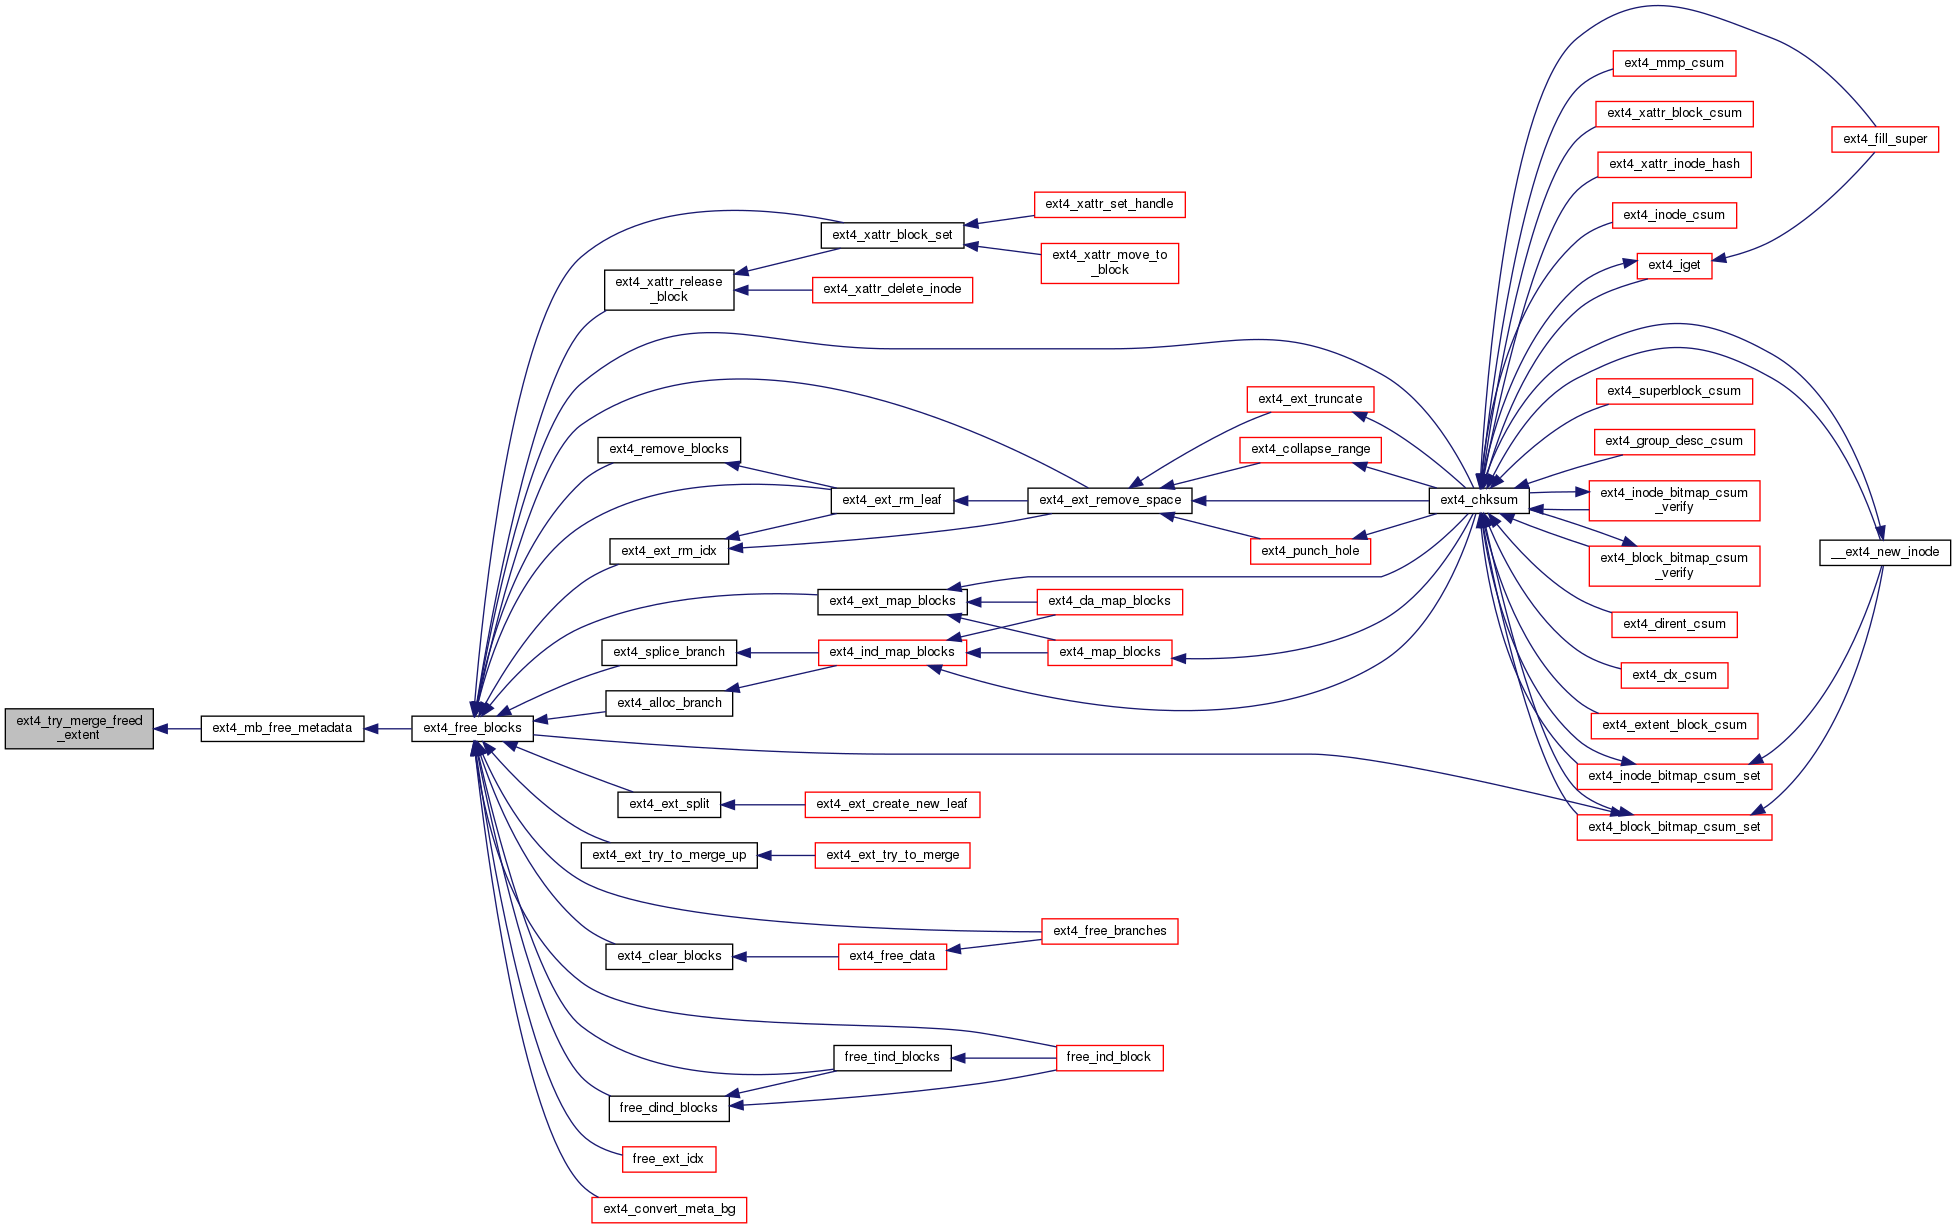 ext4_try_merge_freed
_extent
ext4_mb_free_metadata
ext4_free_blocks
ext4_xattr_block_set
ext4_xattr_release
_block
ext4_xattr_delete_inode
ext4_xattr_set_handle
ext4_xattr_move_to
_block
ext4_remove_blocks
ext4_ext_rm_leaf
ext4_ext_rm_idx
ext4_ext_remove_space
ext4_ext_truncate
ext4_collapse_range
ext4_punch_hole
ext4_chksum
ext4_ext_map_blocks
ext4_da_map_blocks
ext4_splice_branch
ext4_ind_map_blocks
ext4_map_blocks
ext4_alloc_branch
ext4_ext_split
ext4_ext_create_new_leaf
ext4_ext_try_to_merge_up
ext4_ext_try_to_merge
ext4_free_branches
ext4_clear_blocks
ext4_free_data
free_tind_blocks
free_ind_block
free_dind_blocks
free_ext_idx
ext4_convert_meta_bg
ext4_mmp_csum
ext4_xattr_block_csum
ext4_fill_super
ext4_xattr_inode_hash
ext4_inode_csum
ext4_iget
ext4_superblock_csum
ext4_group_desc_csum
ext4_inode_bitmap_csum
_verify
ext4_block_bitmap_csum
_verify
__ext4_new_inode
ext4_dirent_csum
ext4_dx_csum
ext4_extent_block_csum
ext4_inode_bitmap_csum_set
ext4_block_bitmap_csum_set